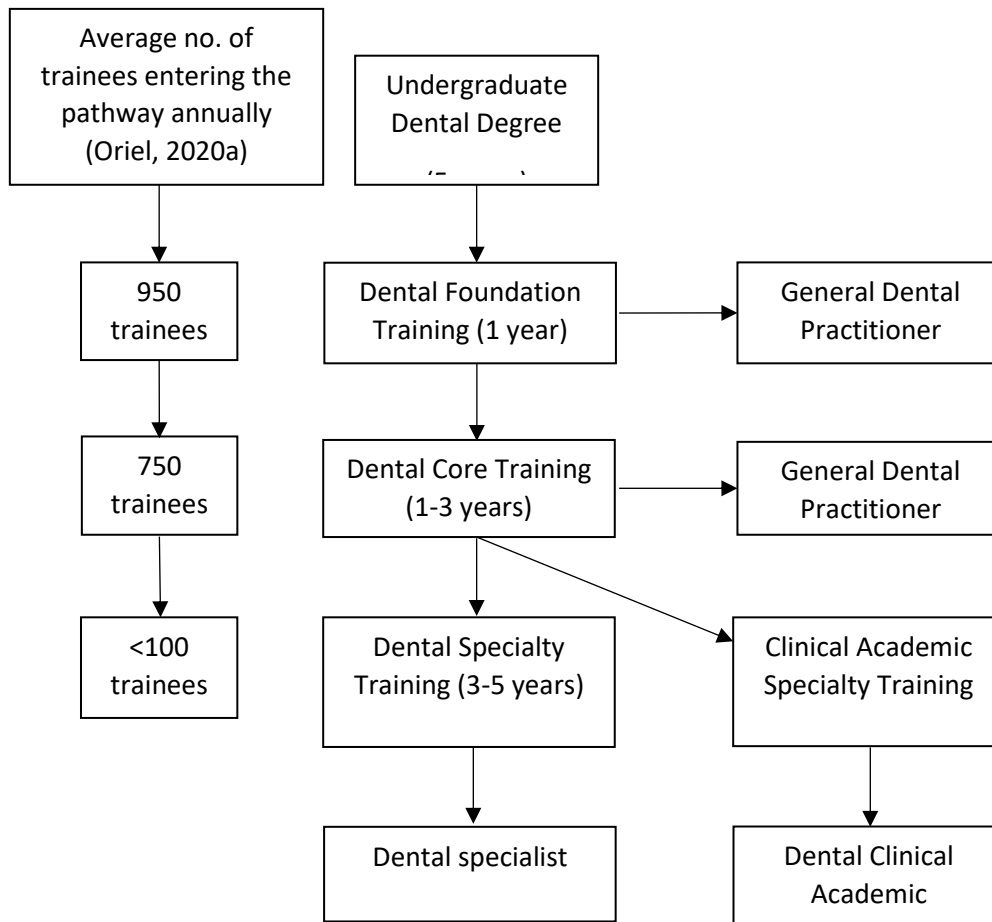 Average no. of
trainees entering the
pathway annually
(Oriel, 2020a)
Undergraduate
Dental Degree
950
trainees
Dental Foundation
Training (1 year)
General Dental
Practitioner
750
trainees
Dental Core Training
(1-3 years)
General Dental
Practitioner
<100
trainees
Dental Specialty
Training (3-5 years)
Clinical Academic
Specialty Training
Dental specialist
Dental Clinical
Academic